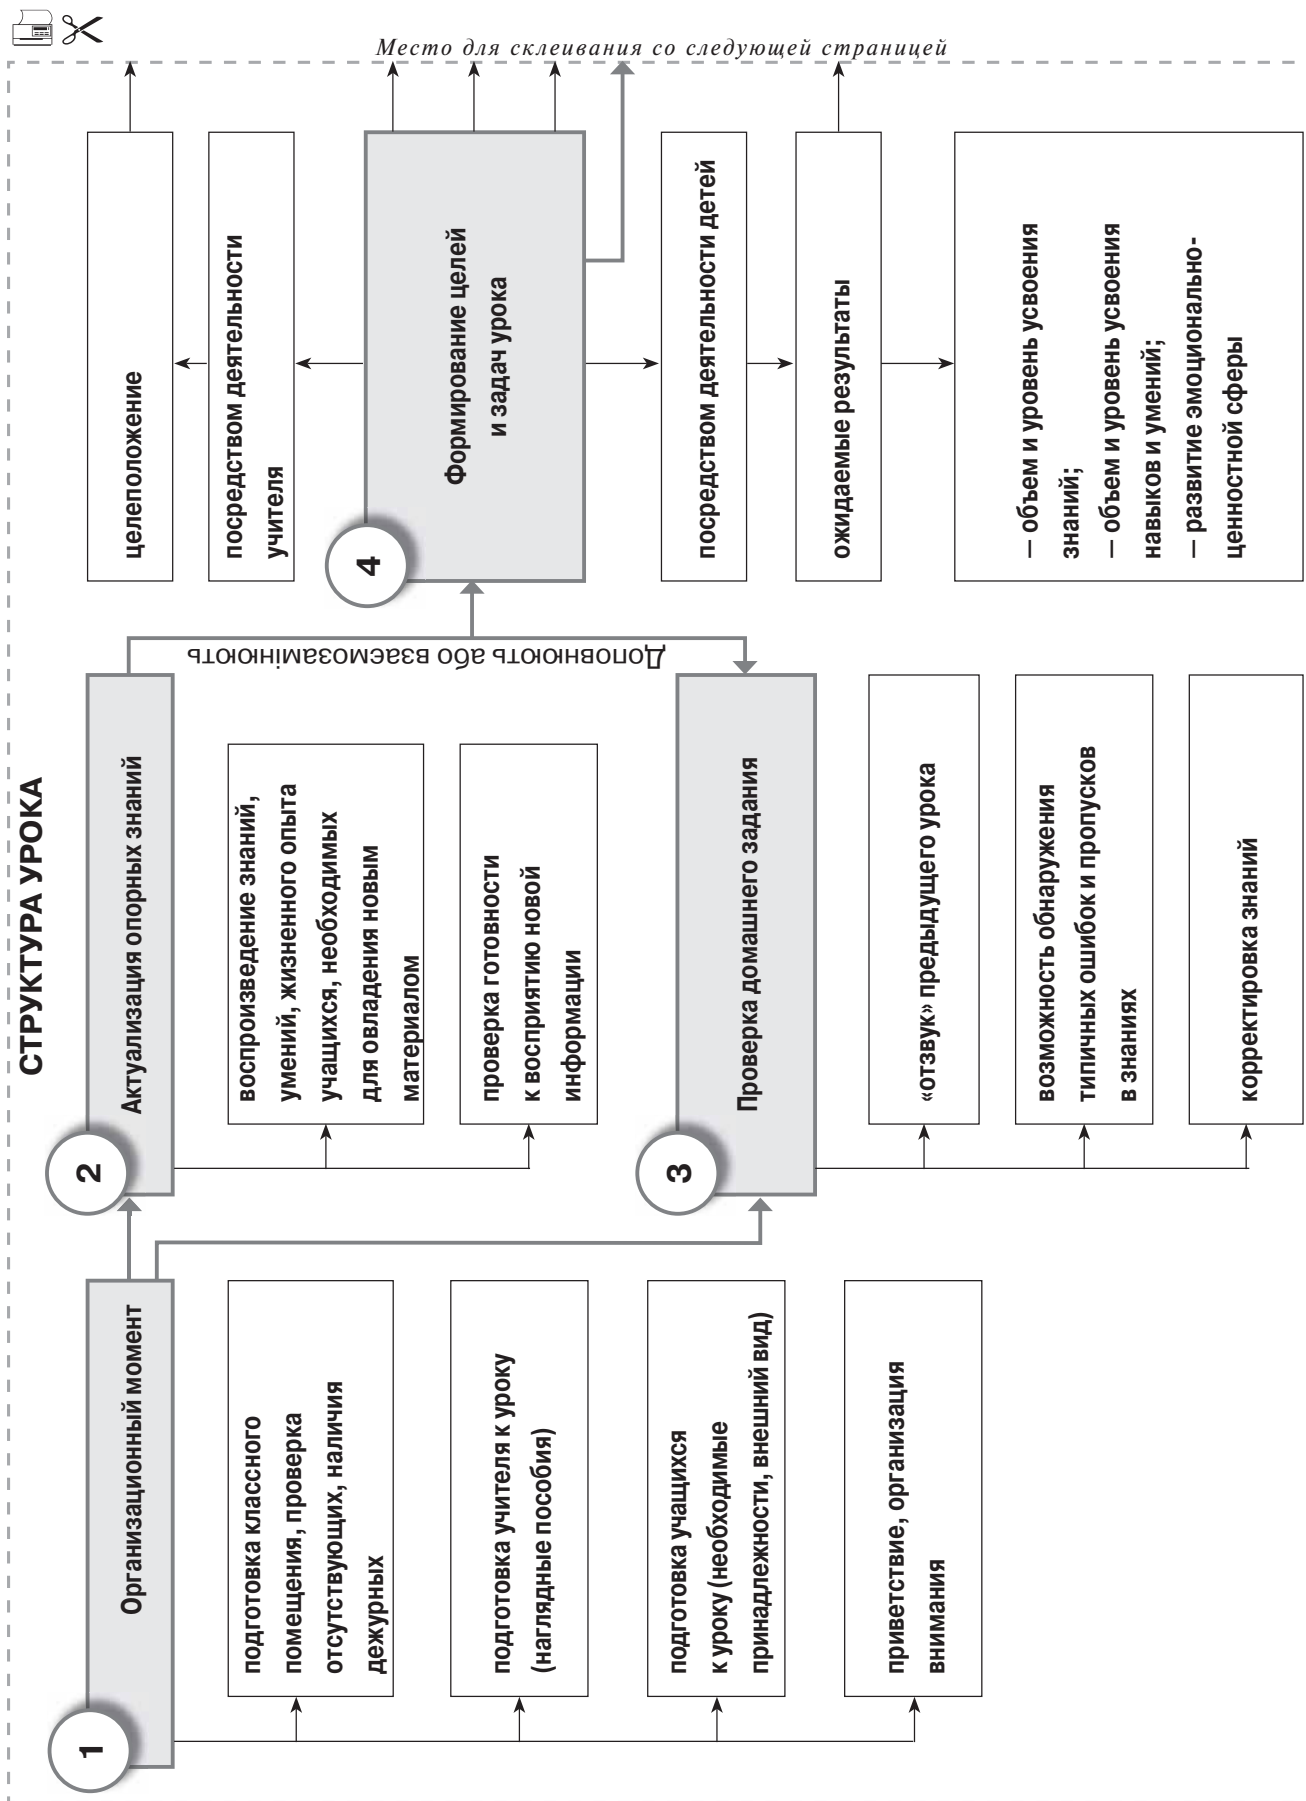 Место для склеивания со следующей страницей
СТРУКТУРА УРОКА
1
Организационный момент
подготовка классного
помещения, проверка
отсутствующих, наличия
дежурных
подготовка учителя к уроку
(наглядные пособия)
подготовка учащихся
к уроку (необходимые
принадлежности, внешний вид)
приветствие, организация
внимания
2
Актуализация опорных знаний
воспроизведение знаний,
умений, жизненного опыта
учащихся, необходимых
для овладения новым
материалом
проверка готовности
к восприятию новой
информации
Доповнюють або взаємозамінюють
3
Проверка домашнего задания
«отзвук» предыдущего урока
возможность обнаружения
типичных ошибок и пропусков
в знаниях
корректировка знаний
целеположение
посредством деятельности
учителя
4
Формирование целей
и задач урока
посредством деятельности детей
ожидаемые результаты
— объем и уровень усвоения
знаний;
— объем и уровень усвоения
навыков и умений;
— развитие эмоционально-
ценностной сферы